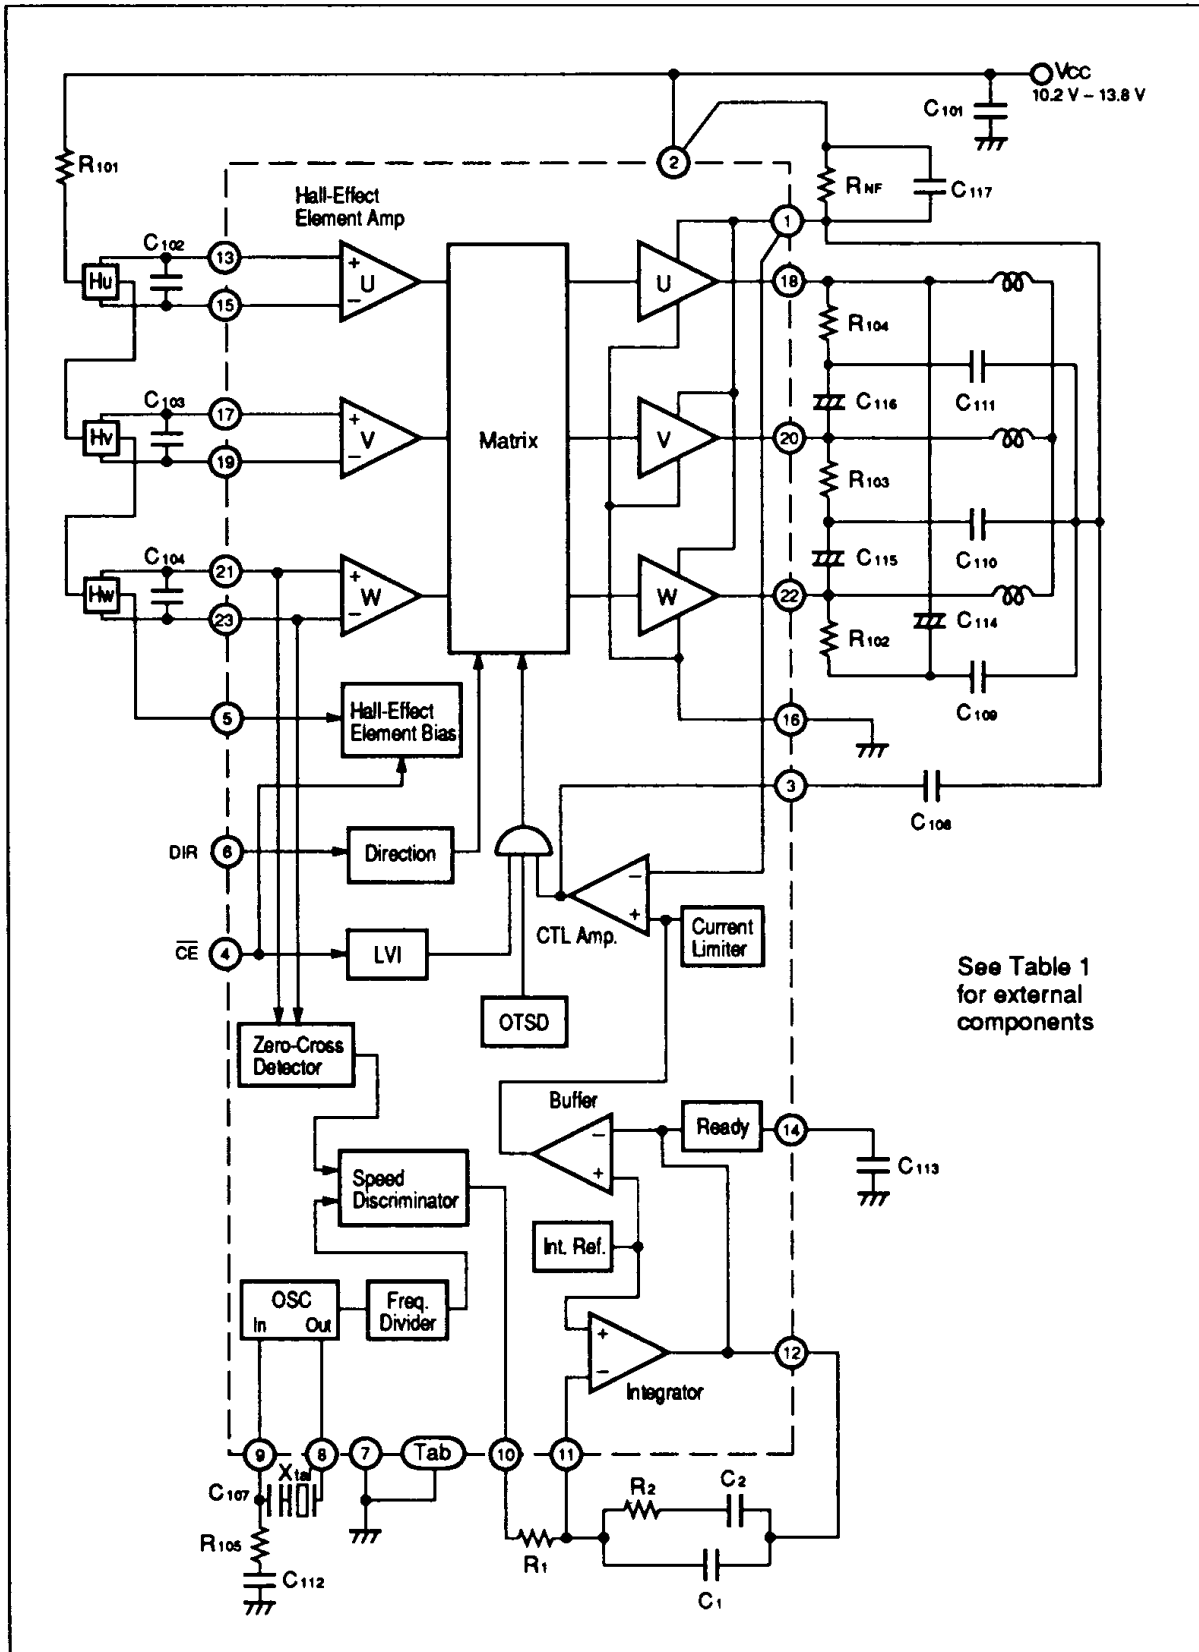 VCC
10.2 V – 13.8 V
C101
R101
2
Hall-Effect
Element Amp
RNF
C117
1
C102
13
Hu
+
U
−
15
U
18
R104
C111
C116
C103
17
Hv
+
V
−
19
Matrix
V
20
R103
C115
C110
C104
21
Hw
+
W
−
23
W
22
R102
C114
C109
5
Hall-Effect
Element Bias
16
3
C108
DIR
6
Direction
−
+
CTL Amp.
Current
Limiter
CE
4
LVI
OTSD
See Table 1
for external
components
Zero-Cross
Detector
Buffer
−
+
Ready
14
C113
Speed
Discriminator
Int. Ref.
OSC
In Out
Freq.
Divider
+
−
Integrator
12
9
8
7
Tab
10
11
Xtal
C107
R105
C112
R1
R2
C2
C1